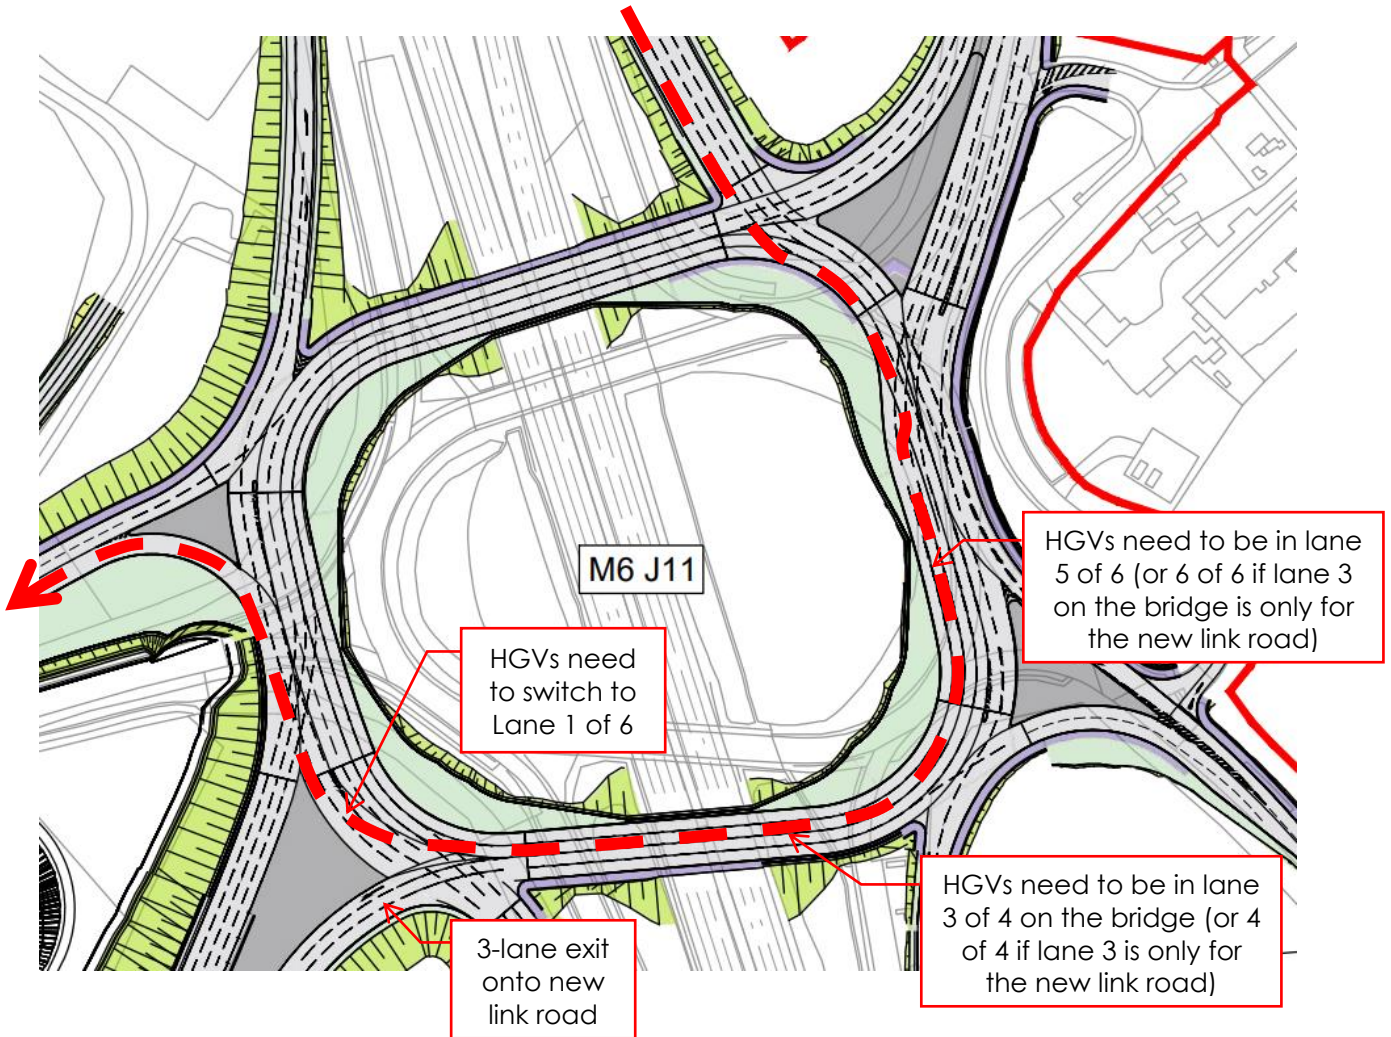 M6 J11
HGVs need to be in lane
5 of 6 (or 6 of 6 if lane 3
on the bridge is only for
the new link road)
HGVs need
to switch to
Lane 1 of 6
HGVs need to be in lane
3 of 4 on the bridge (or 4
of 4 if lane 3 is only for
the new link road)
3-lane exit
onto new
link road